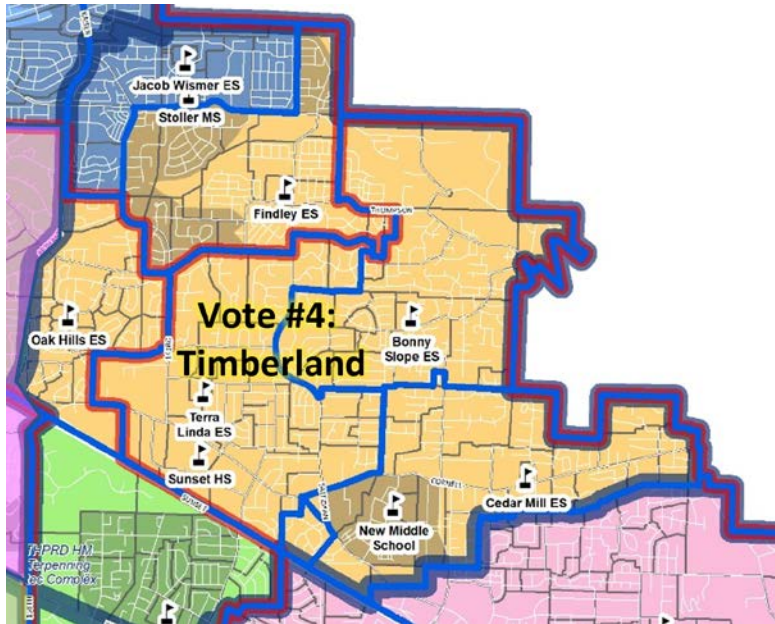 Jacob Wismer ES
Stoller MS
Findley ES
THOMPSON
Oak Hills ES
Vote #4:
Timberland
Bonny
Slope ES
Terra
Linda ES
Sunset HS
SUNSET
CORNELL
Cedar Mill ES
New Middle
School
THPRD HM
Terpenning
Rec Complex